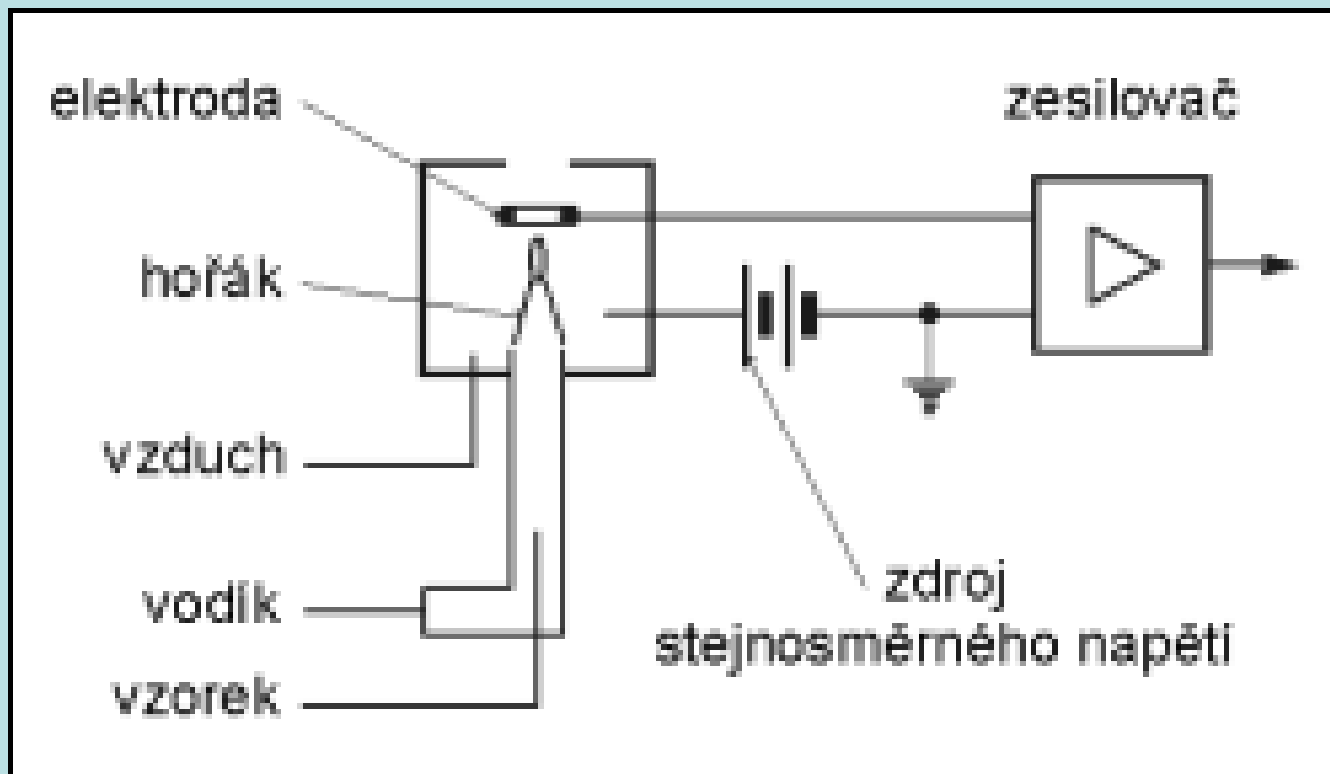 elektroda
zesilovač
hořák
vzduch
vodík
zdroj
stejnosměrného napětí
vzorek